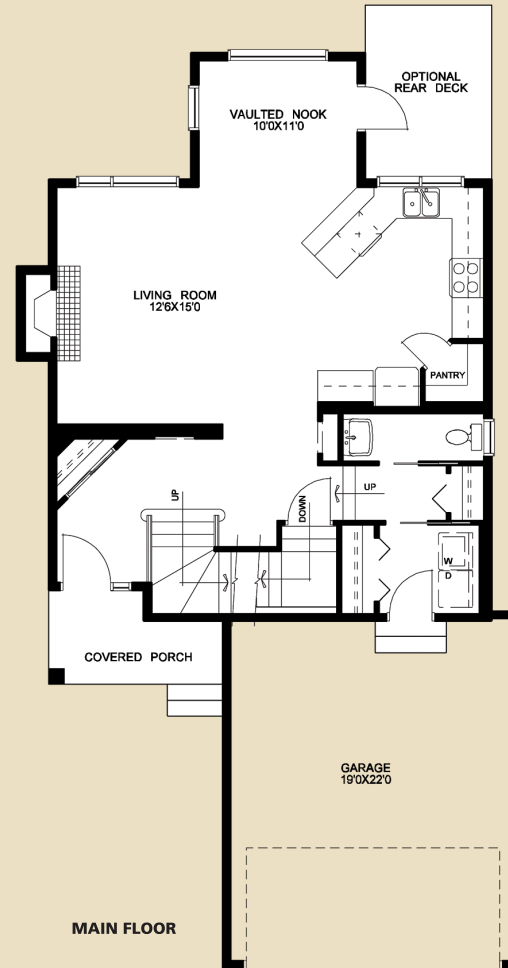 OPTIONAL
REAR DECK
VAULTED NOOK
10'0X11'0
LIVING ROOM
12'6X15'0
PANTRY
UP
UP
DOWN
W
D
COVERED PORCH
GARAGE
19'0X22'0
MAIN FLOOR